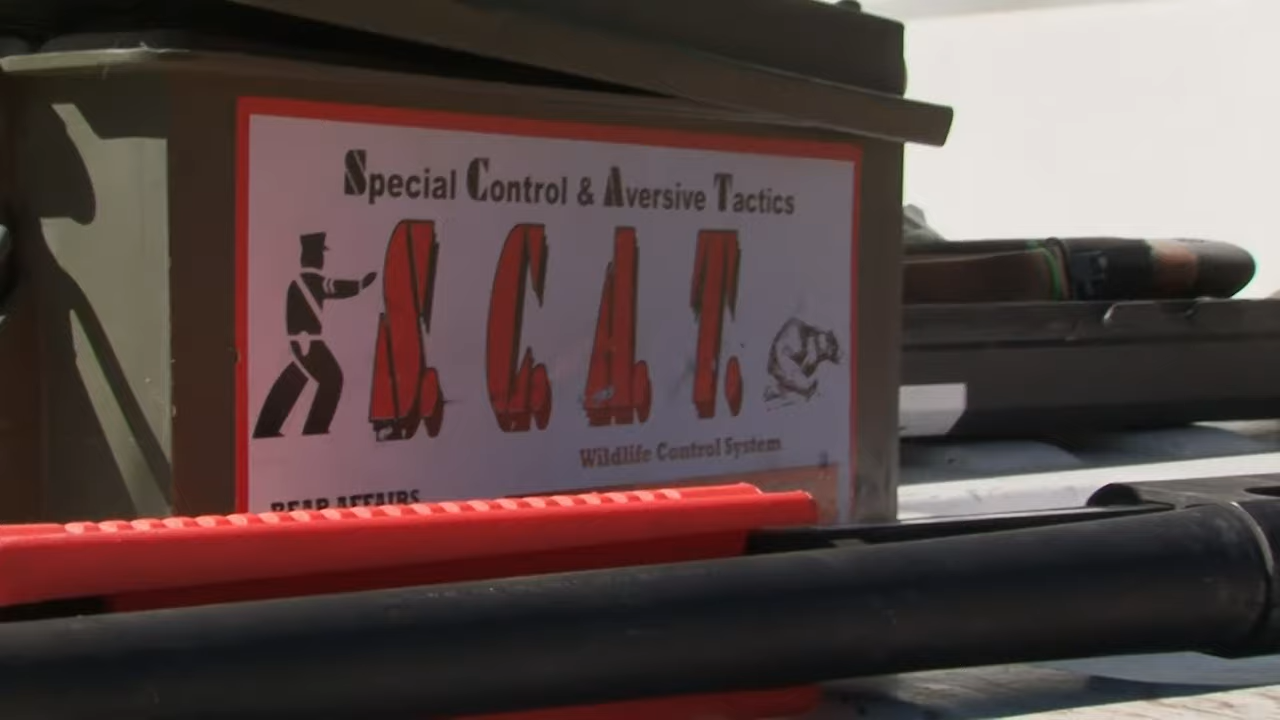 Special Control & Aversive Tactics
S. C. A. T.
Wildlife Control System
BEAR AFFAIRS